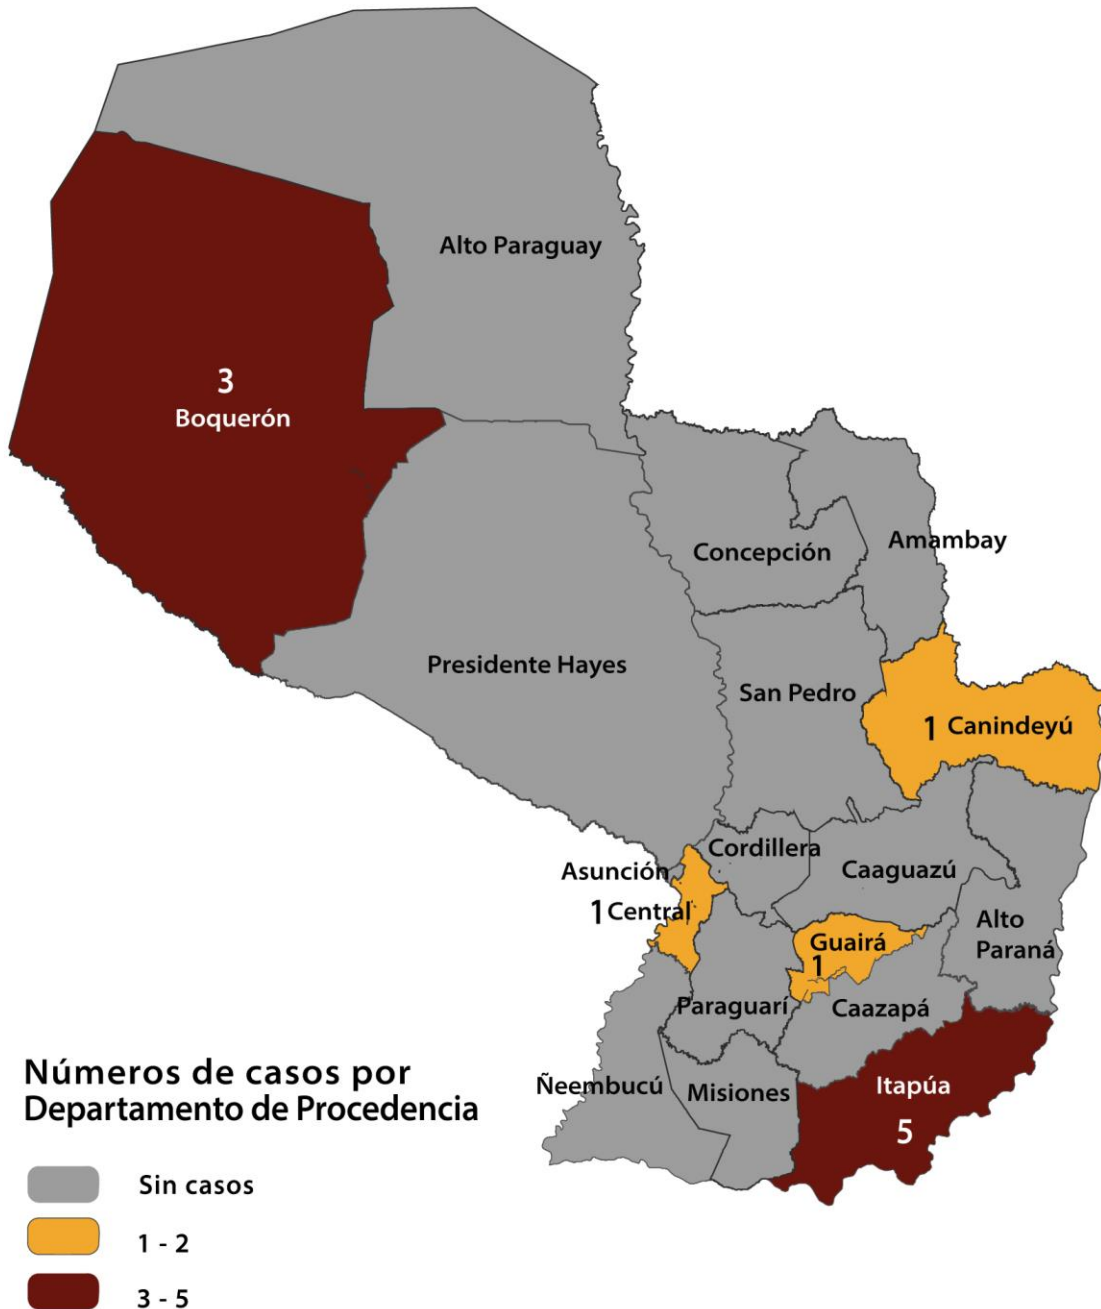 Alto Paraguay
3
Boquerón
Concepción
Amambay
Presidente Hayes
San Pedro
1 Canindeyú
Cordillera
Asunción
Caaguazú
1 Central
Guairá
1
Alto
Paraná
Paraguarí
Caazapá
Ñeembucú
Misiones
Itapúa
5
Números de casos por
Departamento de Procedencia
Sin casos
1 - 2
3 - 5